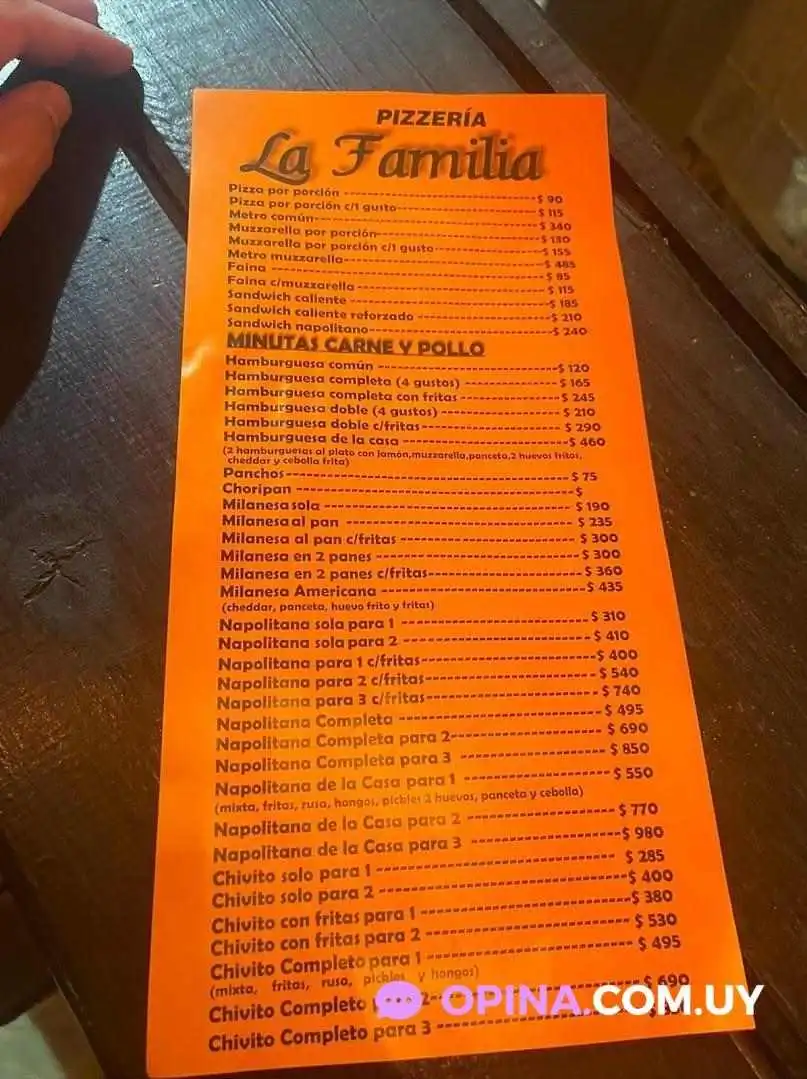 PIZZERÍA
La Familia
Pizza por porción ---- $ 90
Pizza por porción c/1 gusto ---- $ 115
Metro común ---- $ 340
Muzzarella por porción ---- $ 130
Muzzarella por porción c/1 gusto ---- $ 155
Metro muzzarella ---- $ 485
Faina ---- $ 85
Faina c/muzzarella ---- $ 115
Sandwich caliente ---- $ 185
Sandwich caliente reforzado ---- $ 210
Sandwich napolitano ---- $ 240
MINUTAS CARNE Y POLLO
Hamburguesa común ---- $ 120
Hamburguesa completa (4 gustos) ---- $ 165
Hamburguesa completa con fritas ---- $ 245
Hamburguesa doble (4 gustos) ---- $ 210
Hamburguesa doble c/fritas ---- $ 290
Hamburguesa de la casa ---- $ 460
(2 hamburguesas al plato con jamón,muzzarella,panceta,2 huevos fritos,
cheddar y cebolla frita)
Panchos ---- $ 75
Choripan ---- $
Milanesa sola ---- $ 190
Milanesa al pan ---- $ 235
Milanesa al pan c/fritas ---- $ 300
Milanesa en 2 panes ---- $ 300
Milanesa en 2 panes c/fritas ---- $ 360
Milanesa Americana ---- $ 435
(cheddar, panceta, huevo frito y fritas)
Napolitana sola para 1 ---- $ 310
Napolitana sola para 2 ---- $ 410
Napolitana para 1 c/fritas ---- $ 400
Napolitana para 2 c/fritas ---- $ 540
Napolitana para 3 c/fritas ---- $ 740
Napolitana Completa ---- $ 495
Napolitana Completa para 2 ---- $ 690
Napolitana Completa para 3 ---- $ 850
Napolitana de la Casa para 1 ---- $ 550
(mixta, fritas, rusa, hongos, pickles 2 huevos, panceta y cebolla)
Napolitana de la Casa para 2 ---- $ 770
Napolitana de la Casa para 3 ---- $ 980
Chivito solo para 1 ---- $ 285
Chivito solo para 2 ---- $ 400
Chivito con fritas para 1 ---- $ 380
Chivito con fritas para 2 ---- $ 530
Chivito Completo para 1 ---- $ 495
(mixta, fritas, rusa, pickles y hongos)
Chivito Completo 2 ---- $ 690
Chivito Completo para 3 ---- $
OPINA.COM.UY